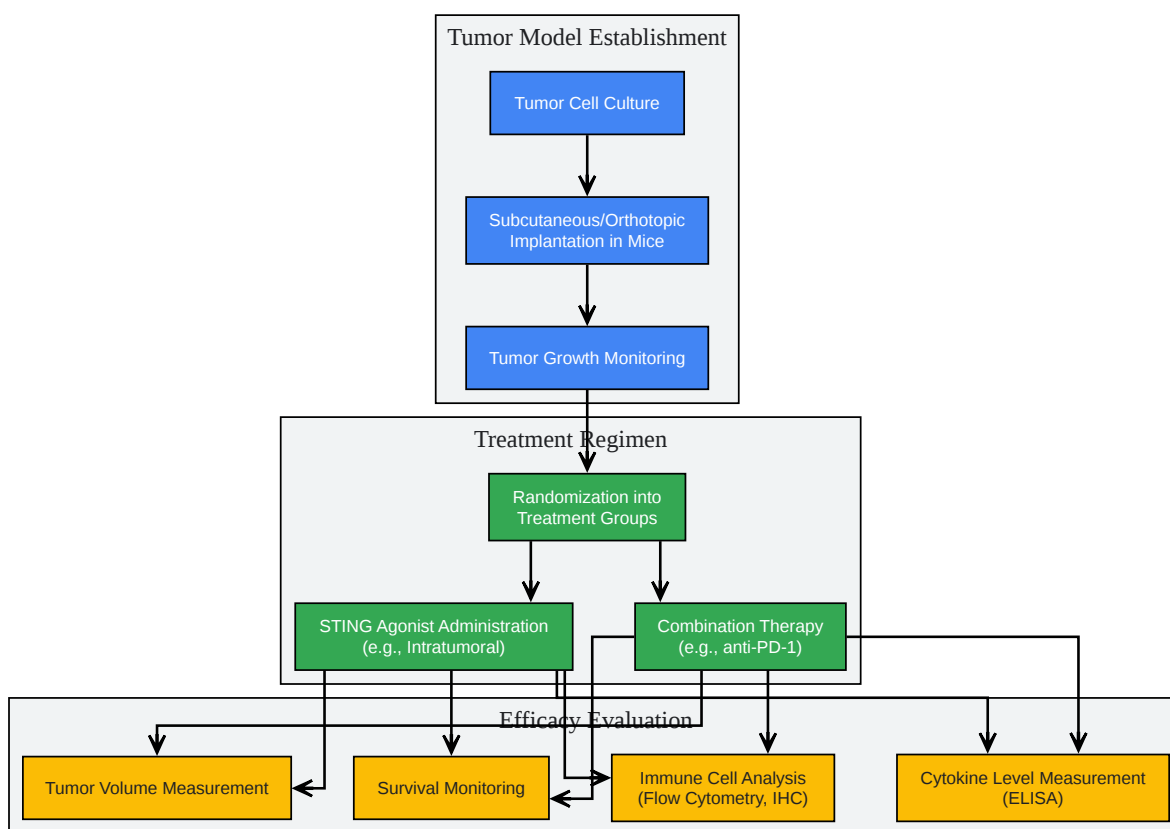 Tumor Model Establishment
Tumor Cell Culture
Subcutaneous/Orthotopic
Implantation in Mice
Tumor Growth Monitoring
Treatment Regimen
Randomization into
Treatment Groups
STING Agonist Administration
(e.g., Intratumoral)
Combination Therapy
(e.g., anti-PD-1)
Efficacy Evaluation
Tumor Volume Measurement
Survival Monitoring
Immune Cell Analysis
(Flow Cytometry, IHC)
Cytokine Level Measurement
(ELISA)